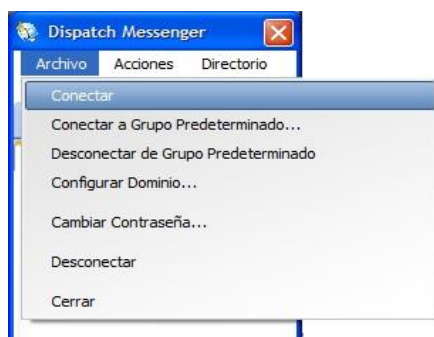 Dispatch Messenger
Archivo Acciones Directorio
Conectar
Conectar a Grupo Predeterminado...
Desconectar de Grupo Predeterminado
Configurar Dominio...
Cambiar Contraseña...
Desconectar
Cerrar